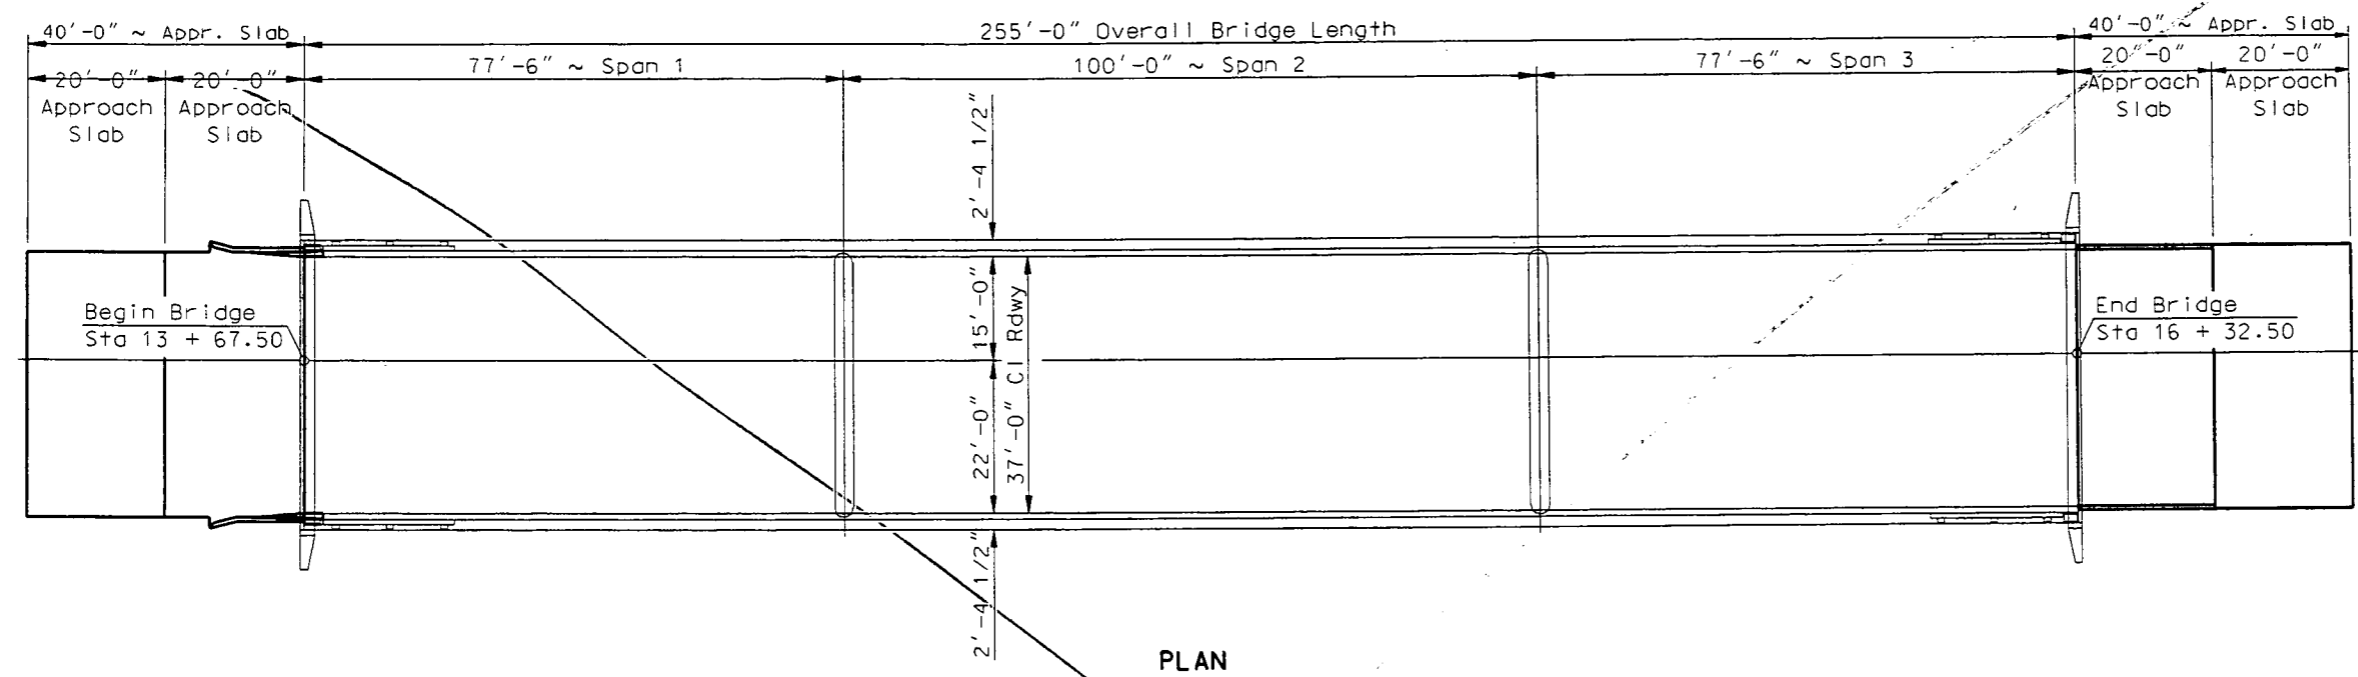 40'-0" ~ Appr. Slab
255'-0" Overall Bridge Length
40'-0" ~ Appr. Slab
77'-6" ~ Span 1
100'-0" ~ Span 2
77'-6" ~ Span 3
20'-0"
Approach
Slab
20'-0"
Approach
Slab
20'-0"
Approach
Slab
20'-0"
Approach
Slab
2'-4 1/2"
15'-0"
22'-0"
37'-0" Cl Rdwy
2'-4 1/2"
Begin Bridge
Sta 13 + 67.50
End Bridge
Sta 16 + 32.50
PLAN